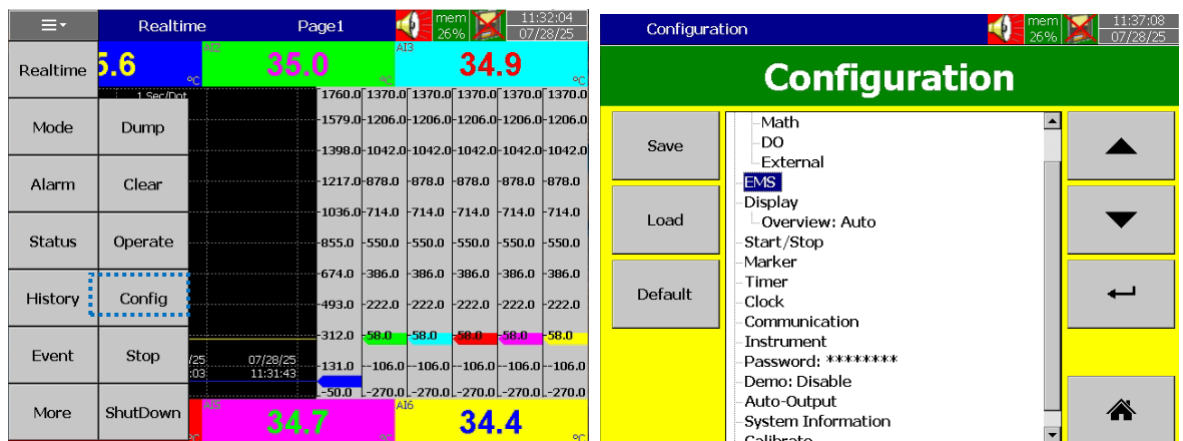 Realtime Page1 mem 26% 11:32:04 07/28/25
Realtime
5.6 °C
AI2 35.0 °C
AI3 34.9 °C
1 Sec/Dot
Mode Dump
Alarm Clear
Status Operate
History Config
Event Stop
More ShutDown
1760.0 1370.0 1370.0 1370.0 1370.0 1370.0
1579.0 1206.0 1206.0 1206.0 1206.0 1206.0
1398.0 1042.0 1042.0 1042.0 1042.0 1042.0
1217.0 878.0 878.0 878.0 878.0 878.0
1036.0 714.0 714.0 714.0 714.0 714.0
855.0 550.0 550.0 550.0 550.0 550.0
674.0 386.0 386.0 386.0 386.0 386.0
493.0 222.0 222.0 222.0 222.0 222.0
312.0 58.0 58.0 58.0 58.0 58.0
131.0 -106.0 -106.0 -106.0 -106.0 -106.0
-50.0 -270.0 -270.0 -270.0 -270.0 -270.0
/25 07/28/25
:03 11:31:43
°C
AI5 34.7 °C
AI6 34.4 °C
Configuration mem 26% 11:37:08 07/28/25
Configuration
Save
Load
Default
Math
DO
External
EMS
Display
Overview: Auto
Start/Stop
Marker
Timer
Clock
Communication
Instrument
Password: ********
Demo: Disable
Auto-Output
System Information
Calibrate